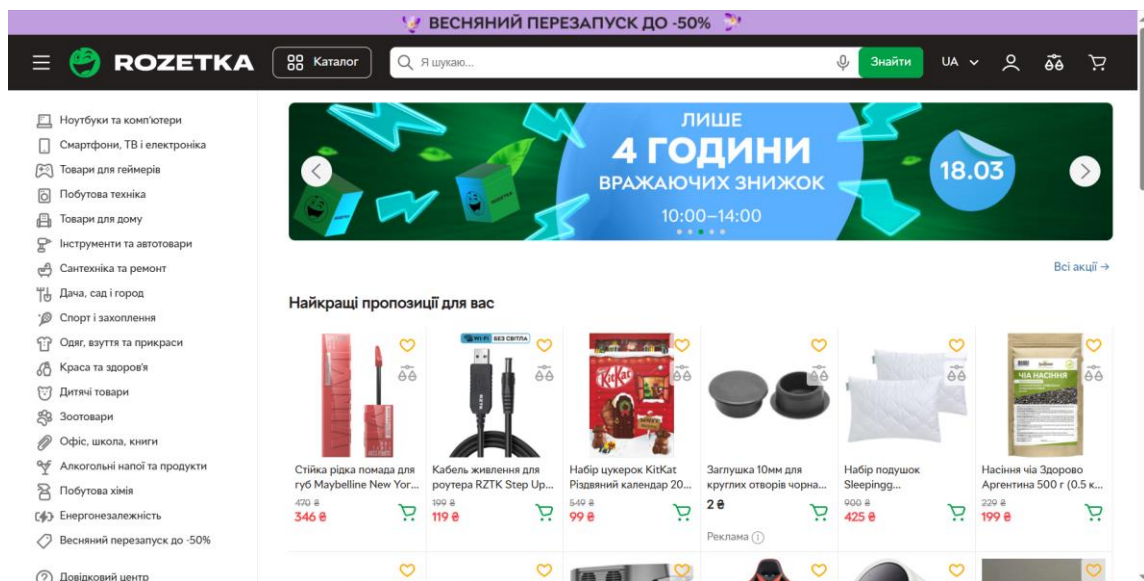 ВЕСНЯНИЙ ПЕРЕЗАПУСК ДО -50%
ROZETKA
Каталог
Я шукаю...
Знайти
UA
Ноутбуки та комп'ютери
Смартфони, ТВ і електроніка
Товари для геймерів
Побутова техніка
Товари для дому
Інструменти та автотовари
Сантехніка та ремонт
Дача, сад і город
Спорт і захоплення
Одяг, взуття та прикраси
Краса та здоров'я
Дитячі товари
Зоотовари
Офіс, школа, книги
Алкогольні напої та продукти
Побутова хімія
Енергонезалежність
Весняний перезапуск до -50%
Довідковий центр
ЛИШЕ
4 ГОДИНИ
ВРАЖАЮЧИХ ЗНИЖОК
10:00–14:00
18.03
Всі акції →
Найкращі пропозиції для вас
WI-FI БЕЗ СВІТЛА
KitKat
ЧІА НАСІННЯ
Стійка рідка помада для
губ Maybelline New Yor...
470 ₴
346 ₴
Кабель живлення для
роутера RZTK Step Up...
199 ₴
119 ₴
Набір цукерок KitKat
Різдвяний календар 20...
549 ₴
99 ₴
Заглушка 10мм для
круглих отворів чорна...
2 ₴
Реклама
Набір подушок
Sleepingg...
900 ₴
425 ₴
Насіння чіа Здорово
Аргентина 500 г (0.5 к...
229 ₴
199 ₴